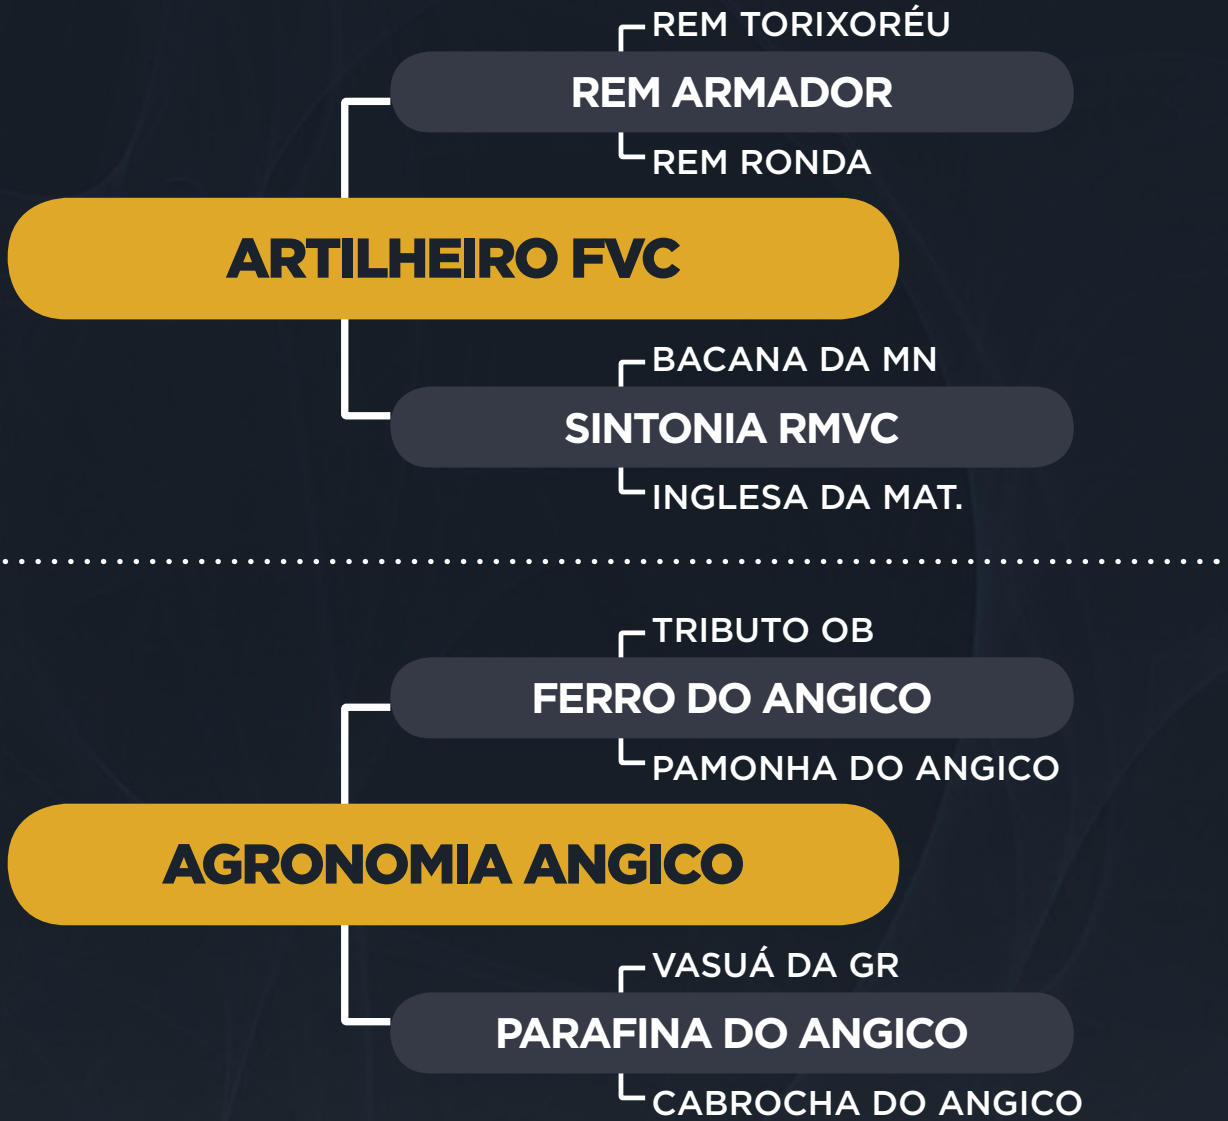 REM TORIXORÉU
REM ARMADOR
REM RONDA
ARTILHEIRO FVC
BACANA DA MN
SINTONIA RMVC
INGLESA DA MAT.
TRIBUTO OB
FERRO DO ANGICO
PAMONHA DO ANGICO
AGRONOMIA ANGICO
VASUÁ DA GR
PARAFINA DO ANGICO
CABROCHA DO ANGICO